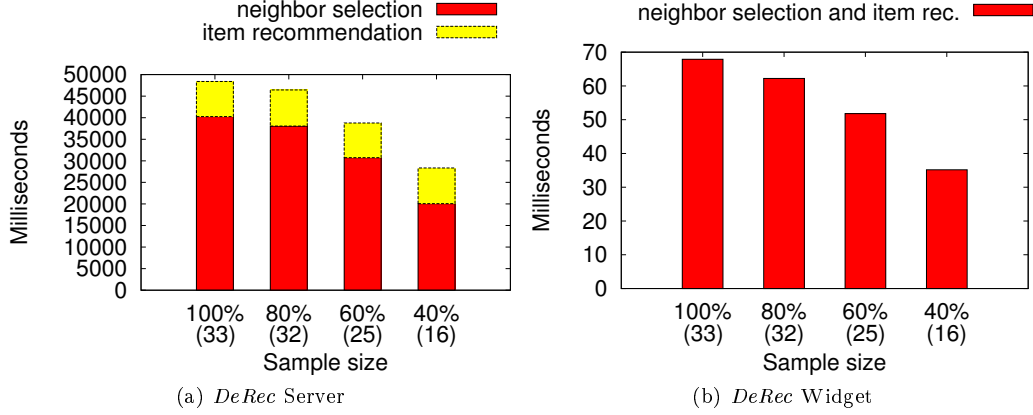 neighbor selection
item recommendation
50000
45000
40000
35000
30000
25000
20000
15000
10000
5000
0
Milliseconds
100% 80% 60% 40%
(33) (32) (25) (16)
Sample size
(a) DeRec Server
neighbor selection and item rec.
70
60
50
40
30
20
10
0
Milliseconds
100% 80% 60% 40%
(33) (32) (25) (16)
Sample size
(b) DeRec Widget